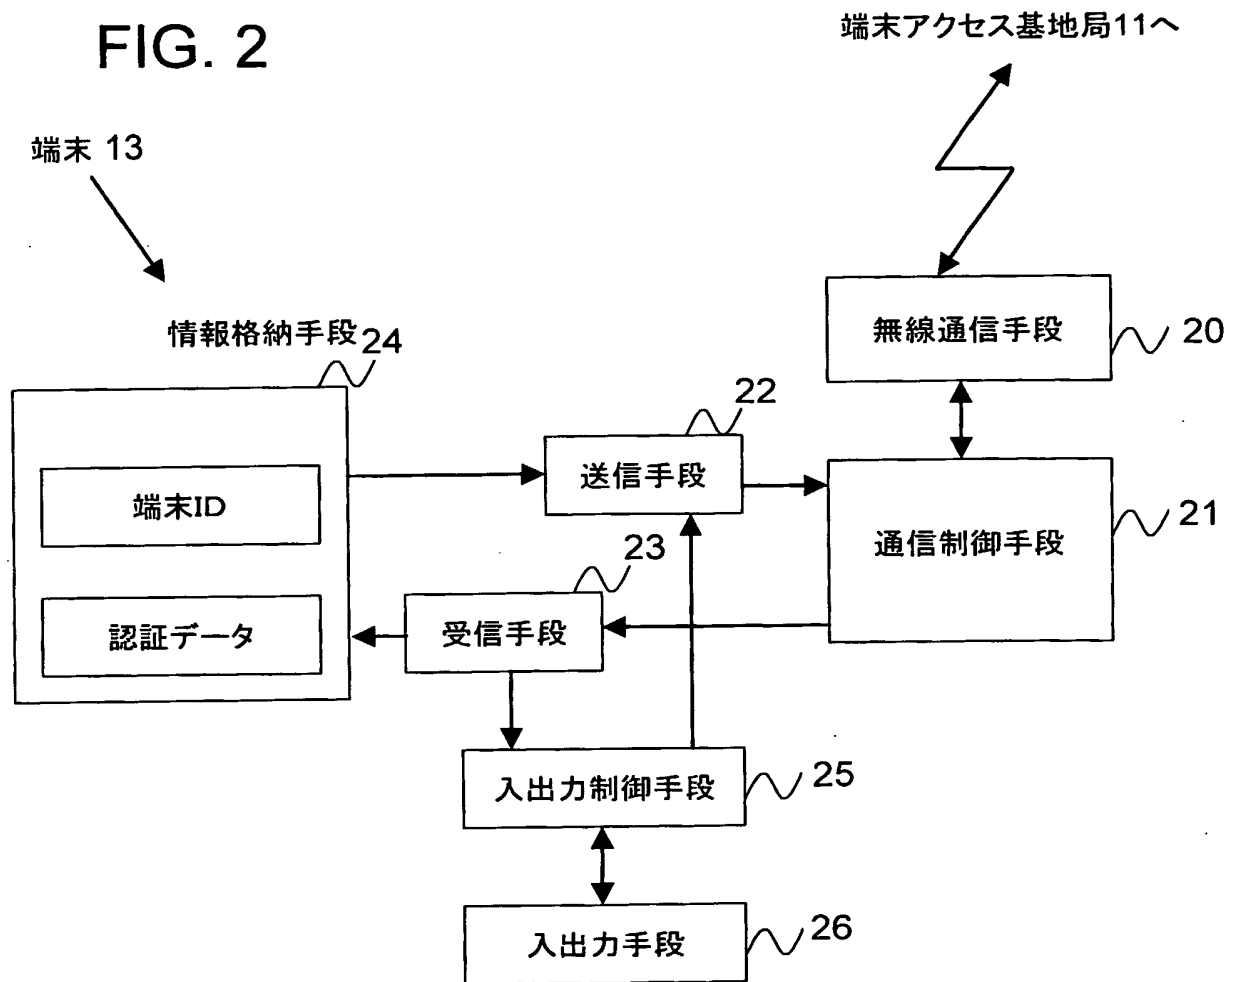 端末アクセス基地局11へ
FIG. 2
端末 13
情報格納手段
24
無線通信手段
20
22
送信手段
端末ID
通信制御手段
21
23
認証データ
受信手段
入出力制御手段
25
入出力手段
26